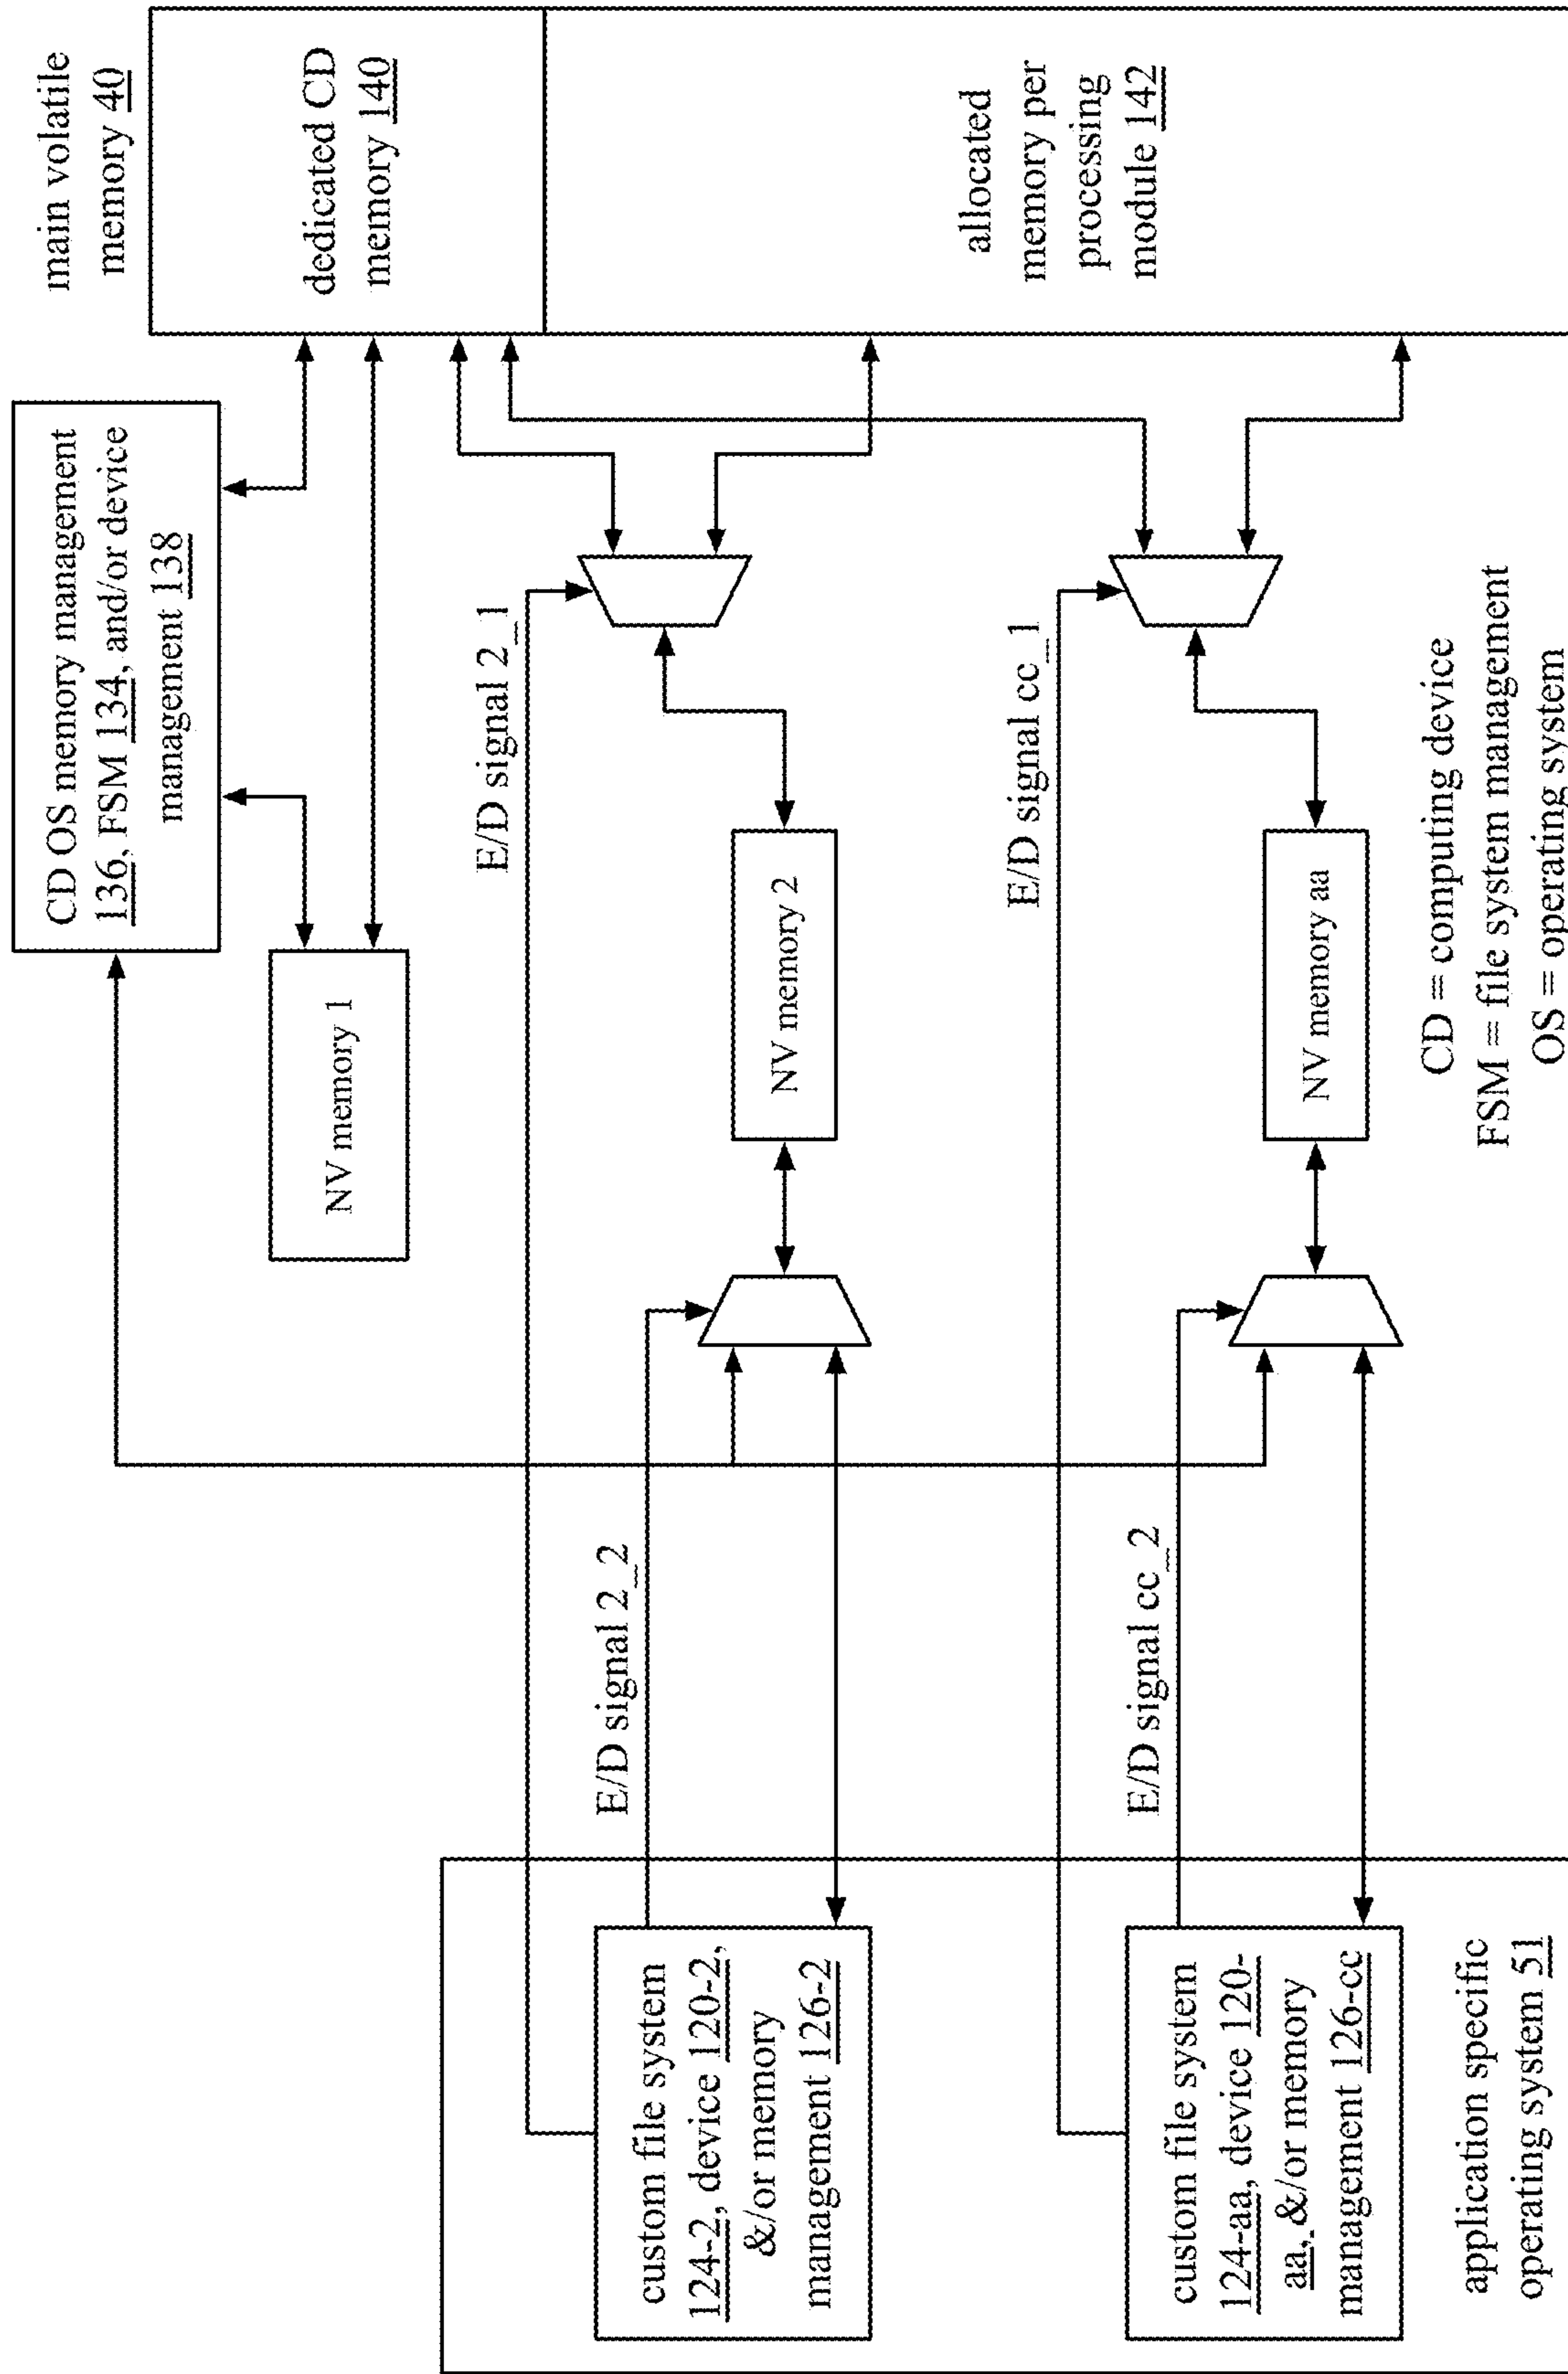 main volatile
memory 40
CD OS memory management
136, FSM 134, and/or device
management 138
dedicated CD
memory 140
NV memory 1
allocated
memory per
processing
module 142
E/D signal 2_1
E/D signal 2_2
NV memory 2
custom file system
124-2, device 120-2,
&/or memory
management 126-2
E/D signal cc_1
E/D signal cc_2
NV memory aa
custom file system
124-aa, device 120-
aa, &/or memory
management 126-cc
application specific
operating system 51
CD = computing device
FSM = file system management
OS = operating system